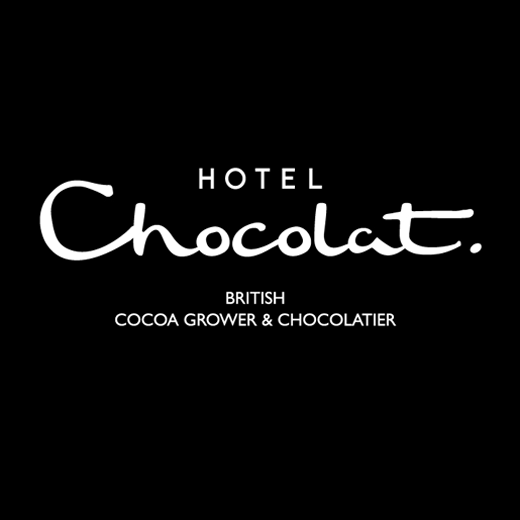 HOTEL
Chocolat.
BRITISH
COCOA GROWER & CHOCOLATIER